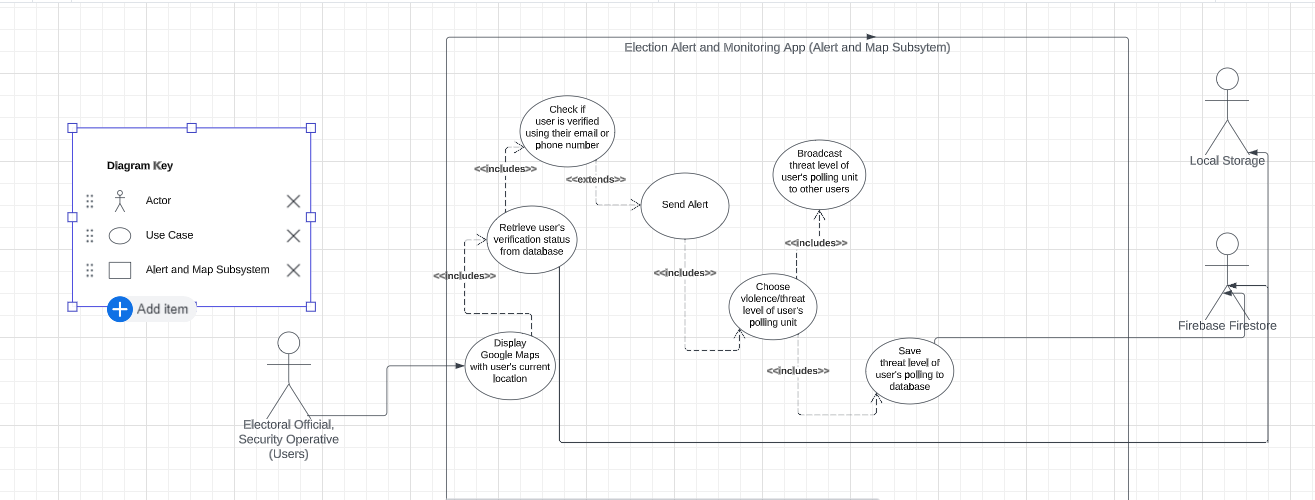 Election Alert and Monitoring App (Alert and Map Subsytem)
Diagram Key
Actor
Use Case
Alert and Map Subsystem
Add item
Electoral Official,
Security Operative
(Users)
Check if
user is verified
using their email or
phone number
<<includes>>
<<extends>>
Retrieve user's
verification status
from database
<<includes>>
Display
Google Maps
with user's current
location
Send Alert
<<includes>>
Broadcast
threat level of
user's polling unit
to other users
<<includes>>
Choose
violence/threat
level of user's
polling unit
<<includes>>
Save
threat level of
user's polling to
database
Local Storage
Firebase Firestore